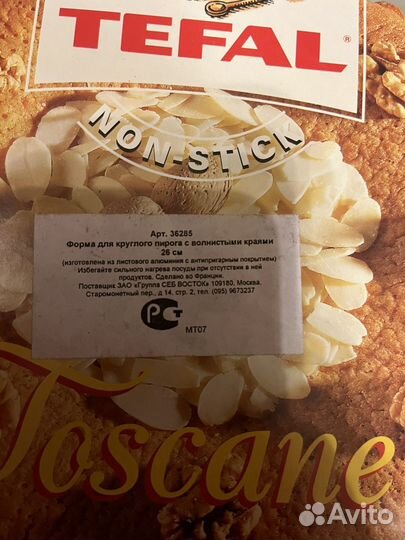 TEFAL®
NON-STICK
Арт. 36285
Форма для круглого пирога с волнистыми краями
26 см
(изготовлена из листового алюминия с антипригарным покрытием)
Избегайте сильного нагрева посуды при отсутствии в ней
продуктов. Сделано во Франции.
Поставщик ЗАО «Группа СЕБ ВОСТОК» 109180, Москва.
Старомонетный пер., д 14, стр. 2, тел. (095) 9673237
РСТ
МТ07
Toscane
Avito